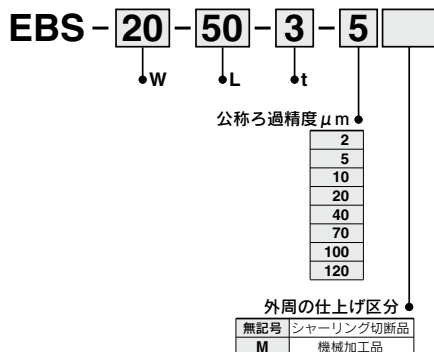 EBS-20-50-3-5
W L t
公称ろ過精度μm
2
5
10
20
40
70
100
120
外周の仕上げ区分
無記号 シャーリング切断品
M 機械加工品